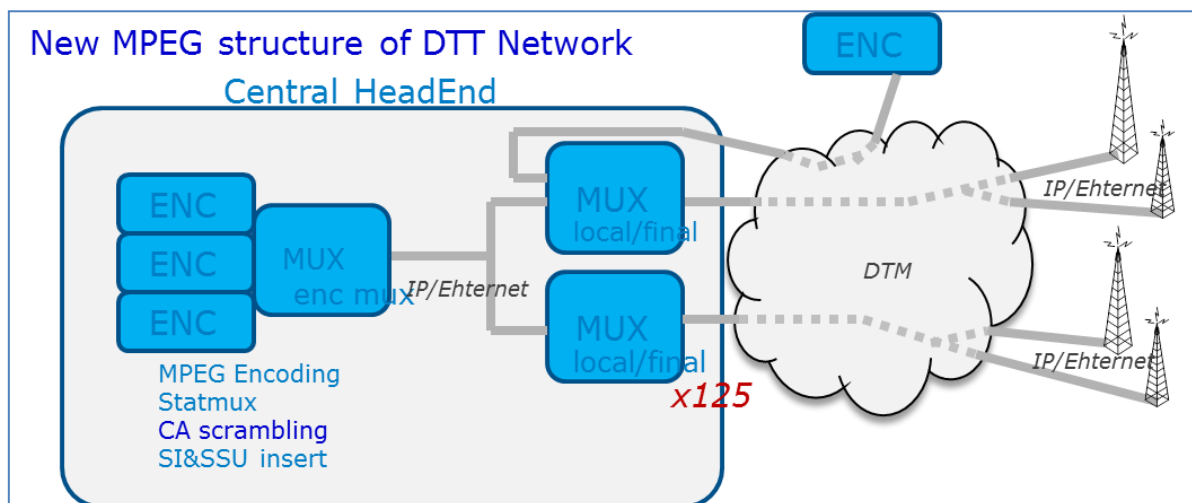 New MPEG structure of DTT Network
ENC
Central HeadEnd
ENC
ENC
ENC
MUX
enc mux
IP/Ehternet
MUX
local/final
MUX
local/final
x125
DTM
IP/Ehternet
IP/Ehternet
MPEG Encoding
Statmux
CA scrambling
SI&SSU insert